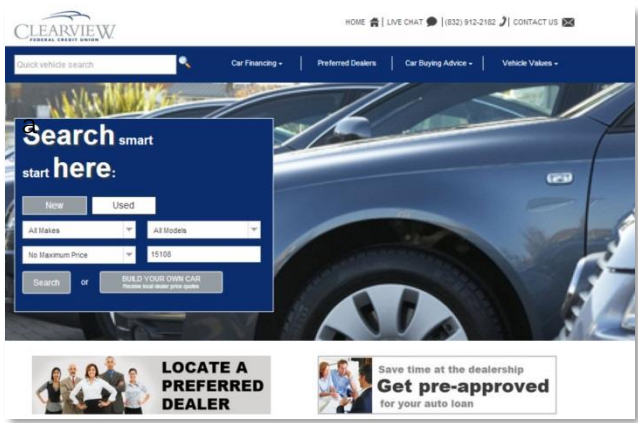 CLEARVIEW
FEDERAL CREDIT UNION
HOME | LIVE CHAT | (832) 912-2182 | CONTACT US
Quick vehicle search
Car Financing
Preferred Dealers
Car Buying Advice
Vehicle Values
a
Search smart
start here:
New
Used
All Makes
All Models
No Maximum Price
15108
Search
or
BUILD YOUR OWN CAR
Receive local dealer price quotes
LOCATE A
PREFERRED
DEALER
Save time at the dealership
Get pre-approved
for your auto loan